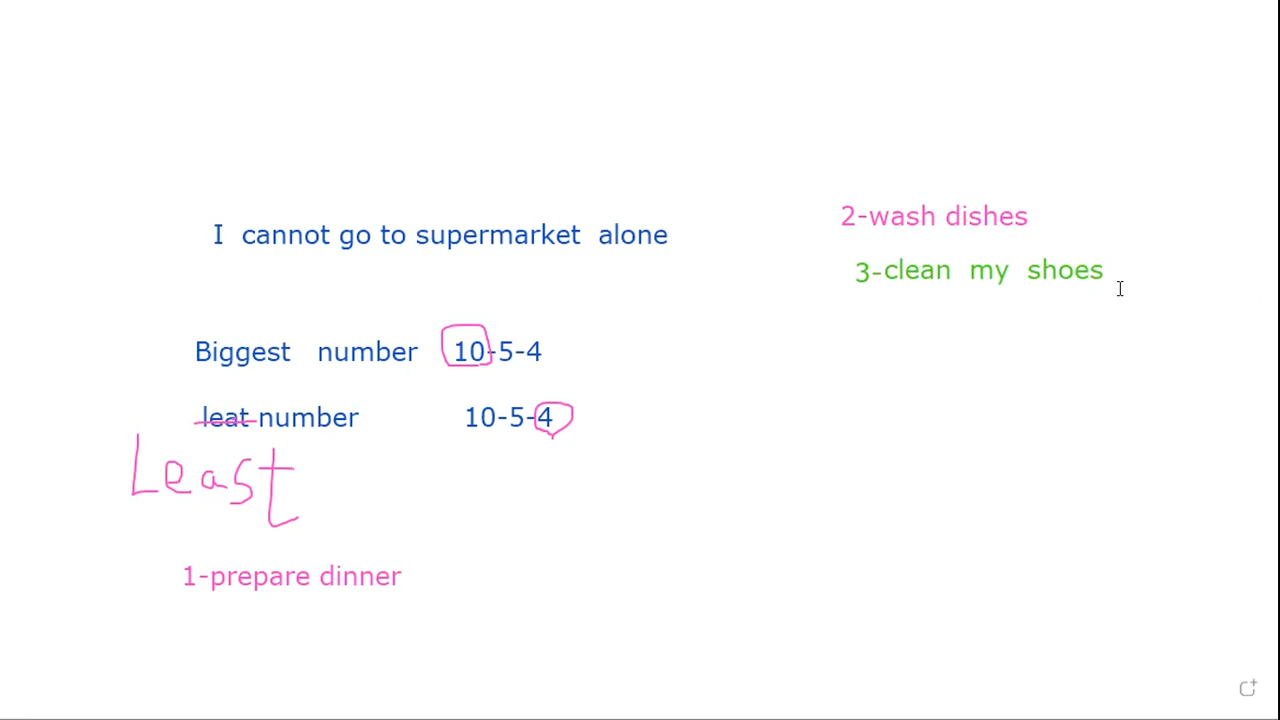 I cannot go to supermarket alone
Biggest number 10-5-4
leat number 10-5-4
Least
1-prepare dinner
2-wash dishes
3-clean my shoes